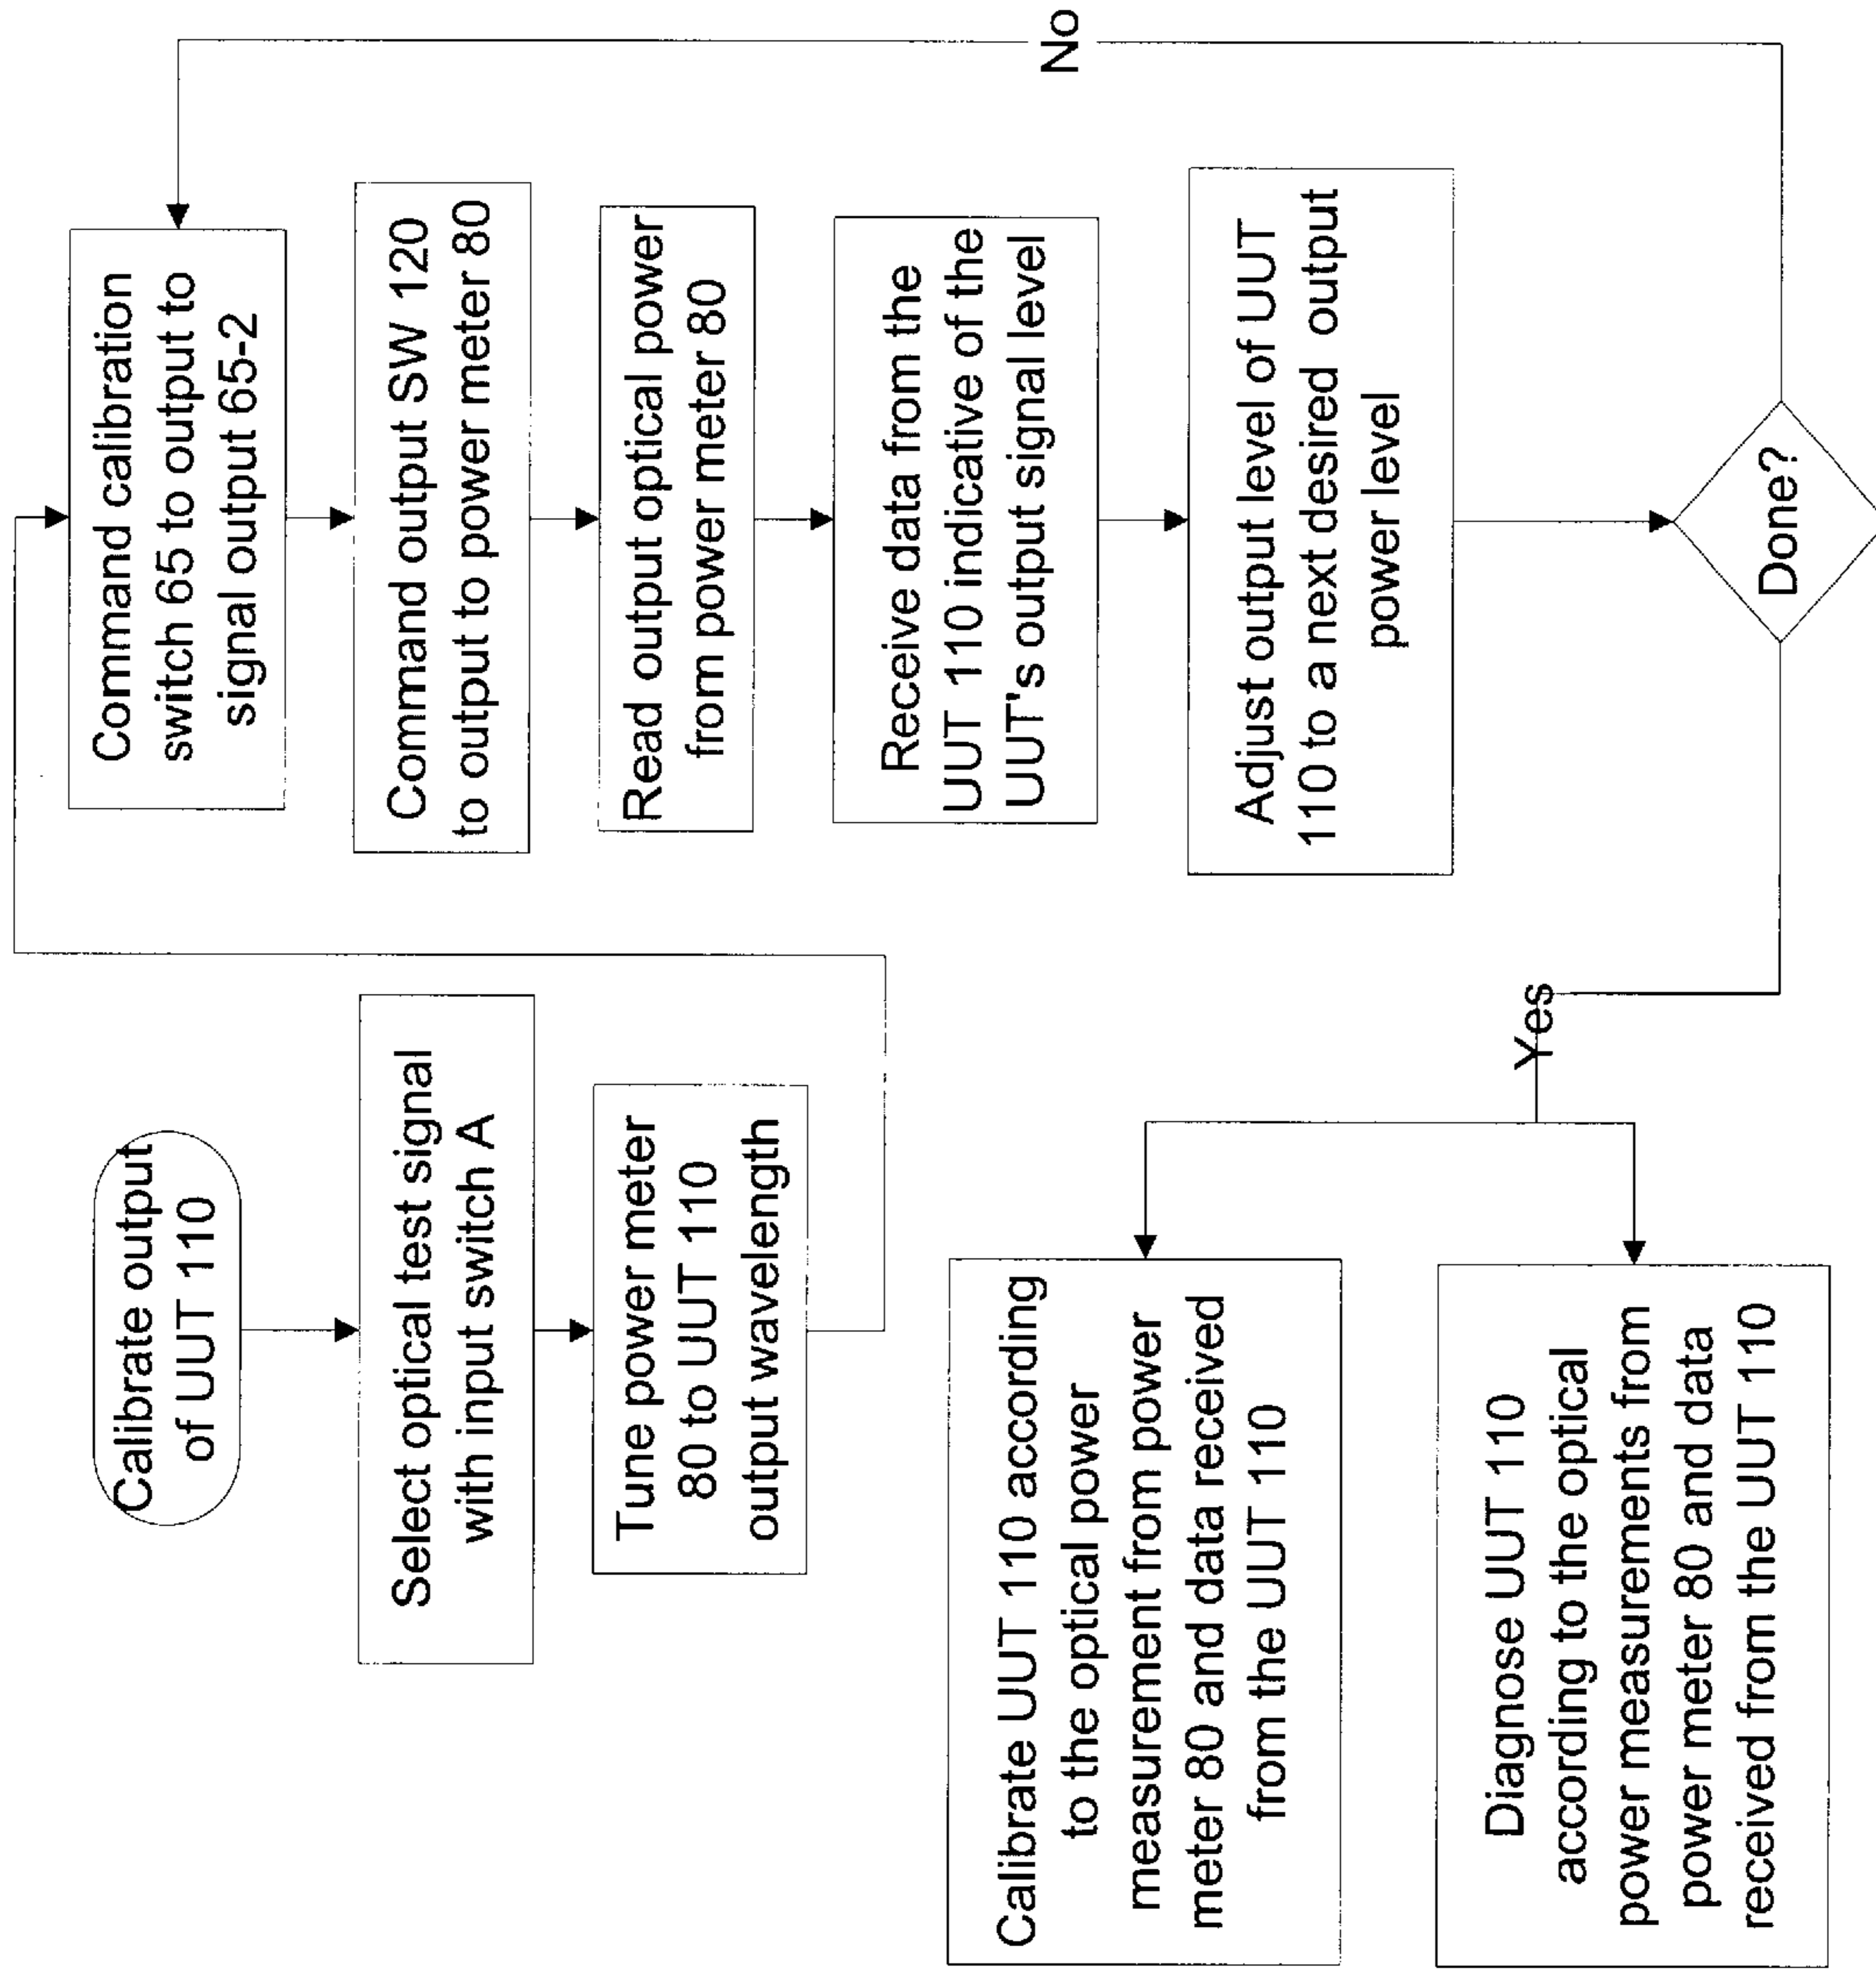 Calibrate output
of UUT 110
Select optical test signal
with input switch A
Tune power meter
80 to UUT 110
output wavelength
Command calibration
switch 65 to output to
signal output 65-2
Command output SW 120
to output to power meter 80
Read output optical power
from power meter 80
Receive data from the
UUT 110 indicative of the
UUT's output signal level
Adjust output level of UUT
110 to a next desired output
power level
Done?
No
Yes
Calibrate UUT 110 according
to the optical power
measurement from power
meter 80 and data received
from the UUT 110
Diagnose UUT 110
according to the optical
power measurements from
power meter 80 and data
received from the UUT 110